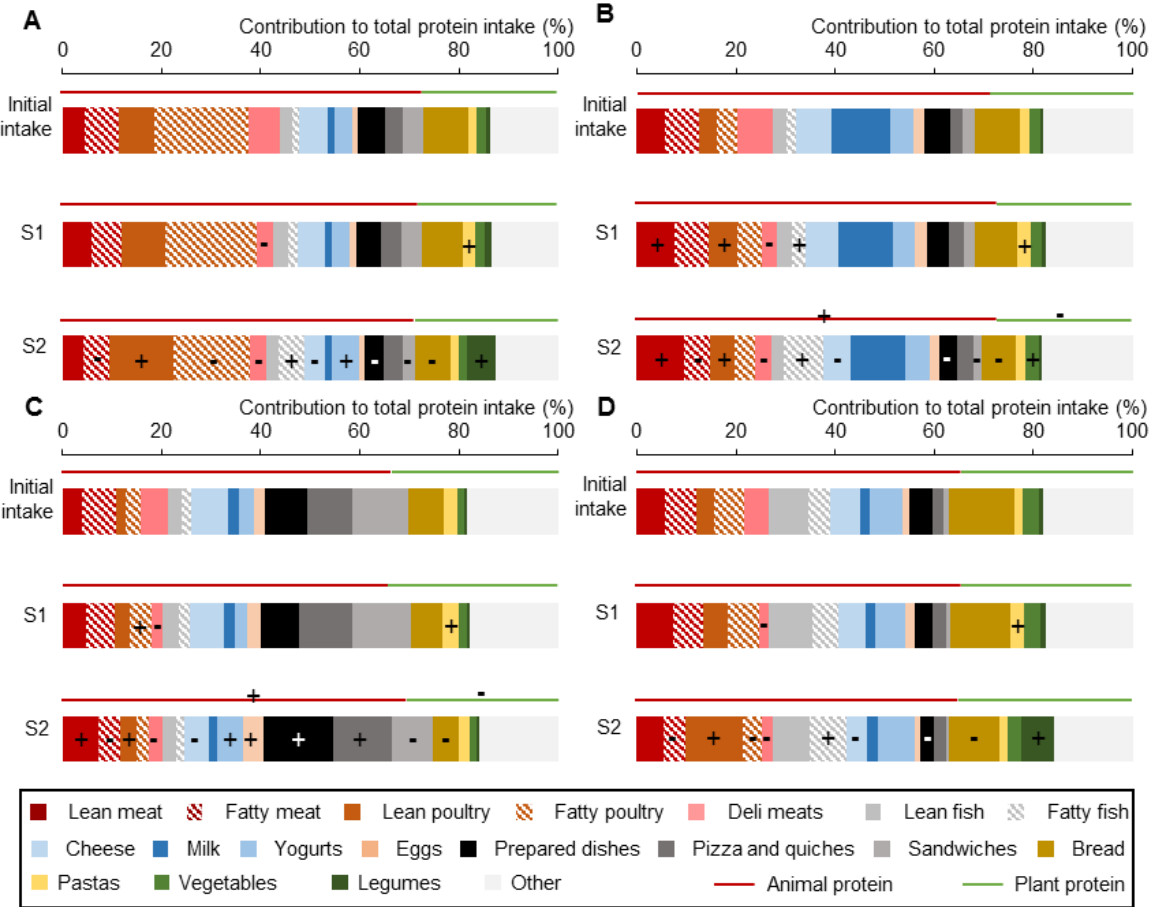 A
Contribution to total protein intake (%)
0 20 40 60 80 100
Initial
intake
S1
- +
S2
- + - - + - + - - - +
B
Contribution to total protein intake (%)
0 20 40 60 80 100
Initial
intake
S1
+ + - + +
+ -
S2
+ - + - + - - - - +
C
Contribution to total protein intake (%)
0 20 40 60 80 100
Initial
intake
S1
+ - +
+ -
S2
+ - + - - - + + + + - -
D
Contribution to total protein intake (%)
0 20 40 60 80 100
Initial
intake
S1
- +
S2
- + - - + - - - +
Lean meat Fatty meat Lean poultry Fatty poultry Deli meats Lean fish Fatty fish
Cheese Milk Yogurts Eggs Prepared dishes Pizza and quiches Sandwiches Bread
Pastas Vegetables Legumes Other Animal protein Plant protein